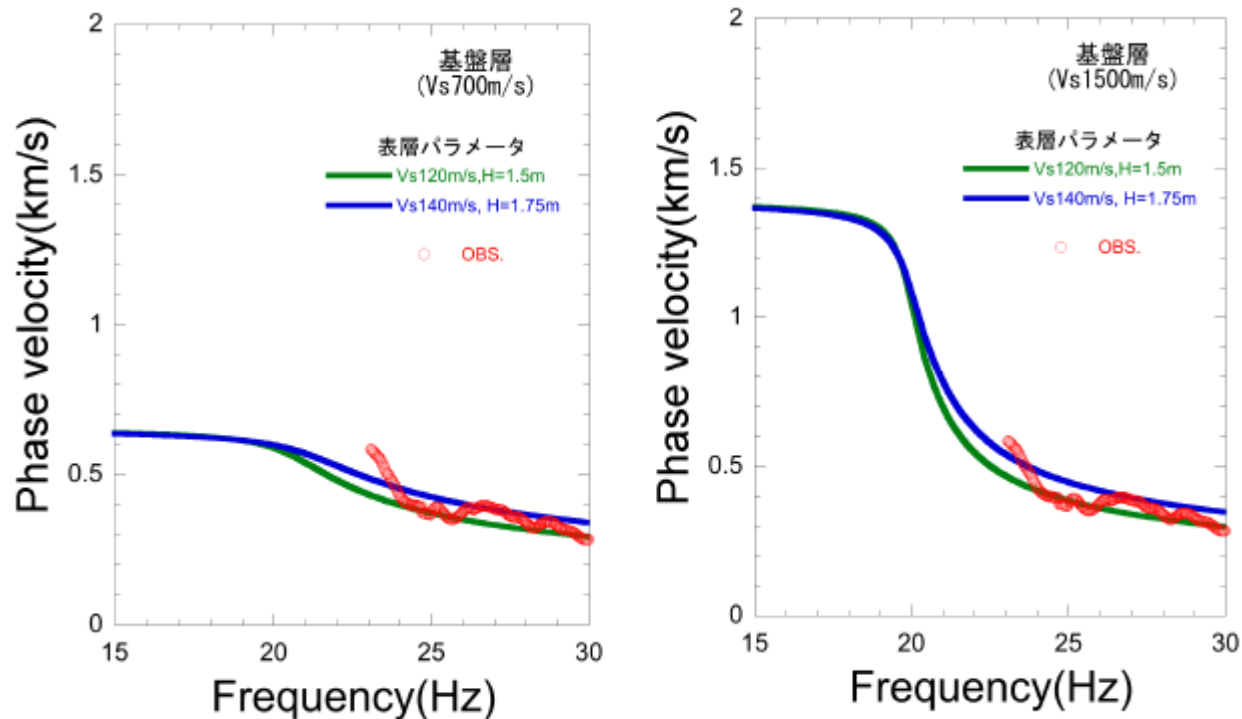 2
1.5
1
0.5
0
15
20
25
30
Phase velocity(km/s)
Frequency(Hz)
基盤層
(Vs700m/s)
表層パラメータ
Vs120m/s,H=1.5m
Vs140m/s, H=1.75m
OBS.
2
1.5
1
0.5
0
15
20
25
30
Phase velocity(km/s)
Frequency(Hz)
基盤層
(Vs1500m/s)
表層パラメータ
Vs120m/s,H=1.5m
Vs140m/s, H=1.75m
OBS.